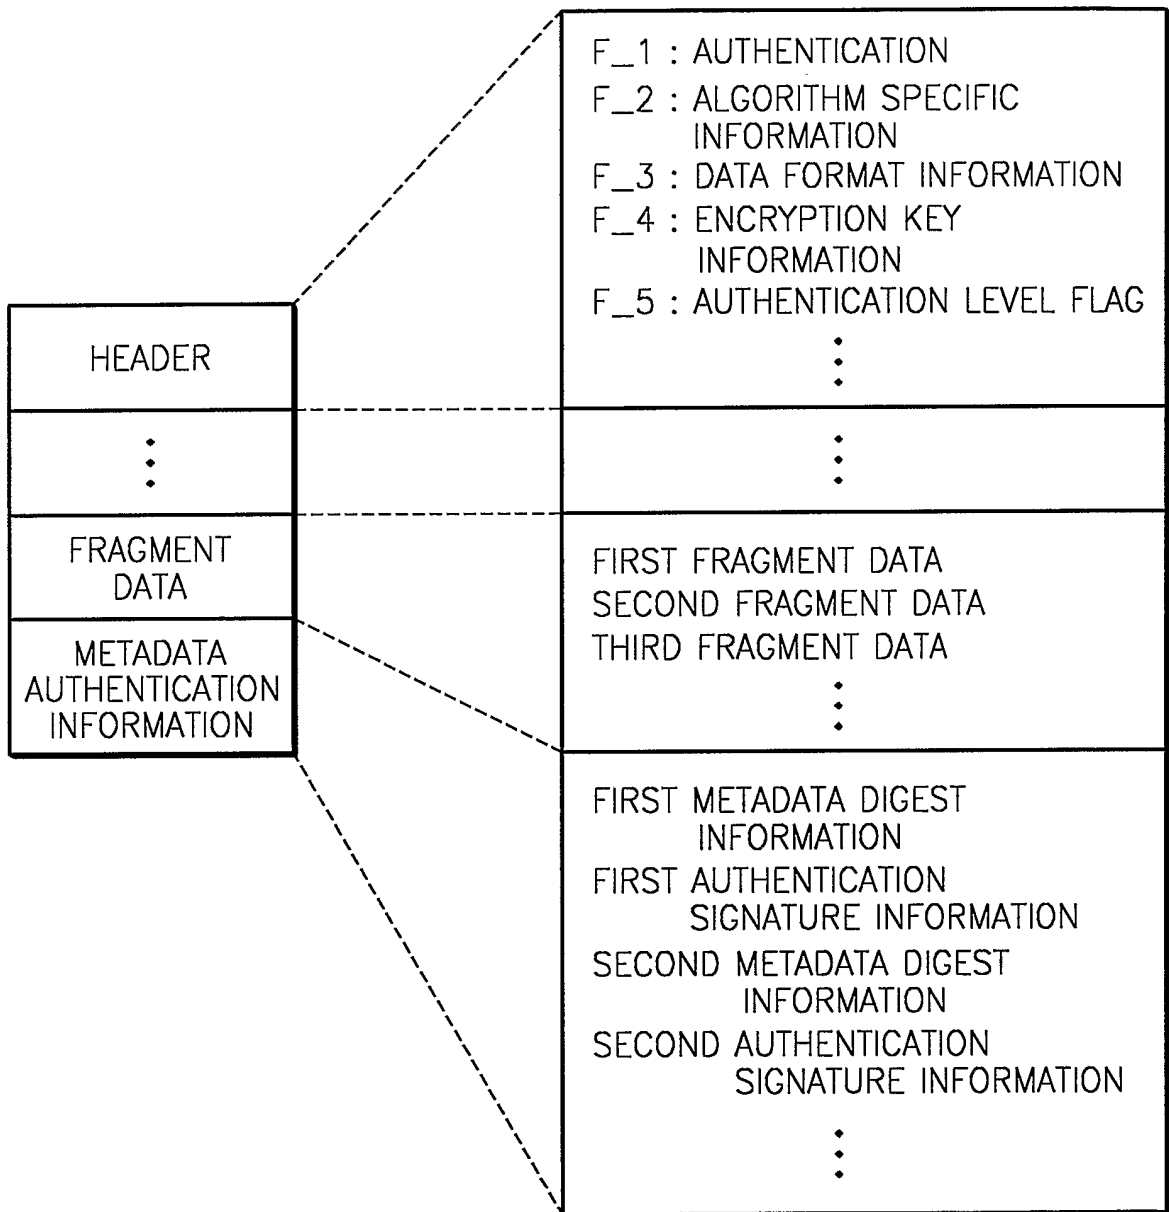 HEADER
FRAGMENT
DATA
METADATA
AUTHENTICATION
INFORMATION
F_1 : AUTHENTICATION
F_2 : ALGORITHM SPECIFIC
INFORMATION
F_3 : DATA FORMAT INFORMATION
F_4 : ENCRYPTION KEY
INFORMATION
F_5 : AUTHENTICATION LEVEL FLAG
FIRST FRAGMENT DATA
SECOND FRAGMENT DATA
THIRD FRAGMENT DATA
FIRST METADATA DIGEST
INFORMATION
FIRST AUTHENTICATION
SIGNATURE INFORMATION
SECOND METADATA DIGEST
INFORMATION
SECOND AUTHENTICATION
SIGNATURE INFORMATION